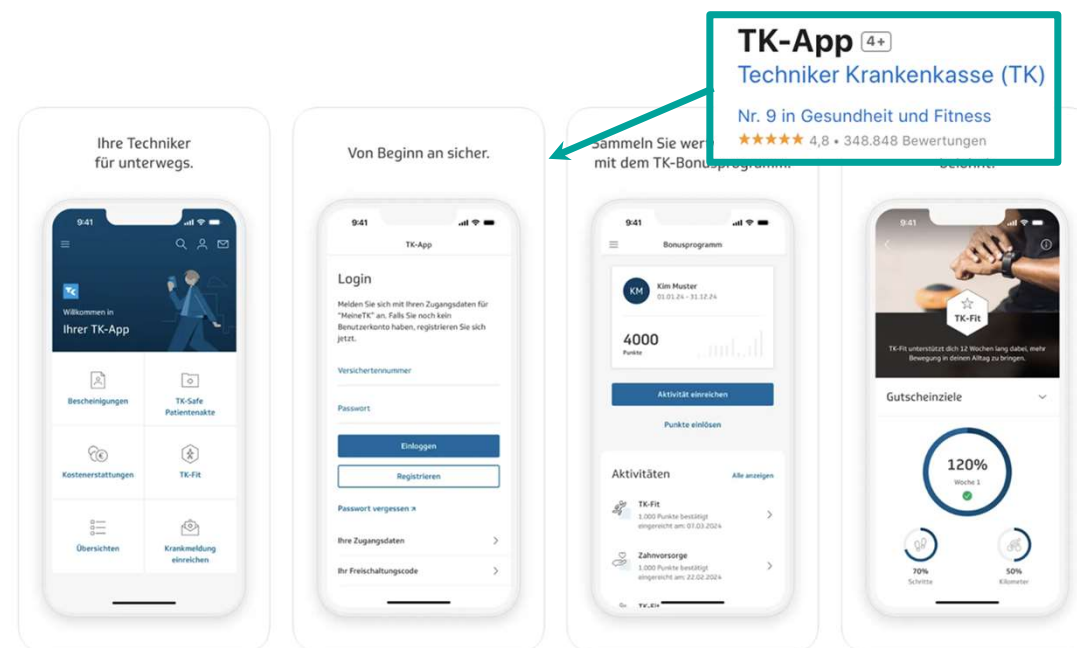 TK-App 4+
Techniker Krankenkasse (TK)
Nr. 9 in Gesundheit und Fitness
★★★★★ 4,8 • 348.848 Bewertungen
Ihre Techniker
für unterwegs.
9:41
Willkommen in
Ihrer TK-App
Bescheinigungen
TK-Safe
Patientenakte
Kostenerstattungen
TK-Fit
Übersichten
Krankmeldung
einreichen
Von Beginn an sicher.
9:41
TK-App
Login
Melden Sie sich mit Ihren Zugangsdaten für
"MeineTK" an. Falls Sie noch kein
Benutzerkonto haben, registrieren Sie sich
jetzt.
Versichertennummer
Passwort
Einloggen
Registrieren
Passwort vergessen
Ihre Zugangsdaten
Ihr Freischaltungscode
Sammeln Sie
mit dem TK-Bonusprogramm.
9:41
Bonusprogramm
KM
Kim Muster
01.01.24 - 31.12.24
4000
Punkte
Aktivität einreichen
Punkte einlösen
Aktivitäten
Alle anzeigen
TK-Fit
1.000 Punkte bestätigt
eingereicht am: 07.03.2024
Zahnvorsorge
1.000 Punkte bestätigt
eingereicht am: 22.02.2024
TK-Fit
9:41
TK-Fit
TK-Fit unterstützt dich 12 Wochen lang dabei, mehr
Bewegung in deinen Alltag zu bringen.
Gutscheinziele
120%
Woche 1
70%
Schritte
50%
Kilometer